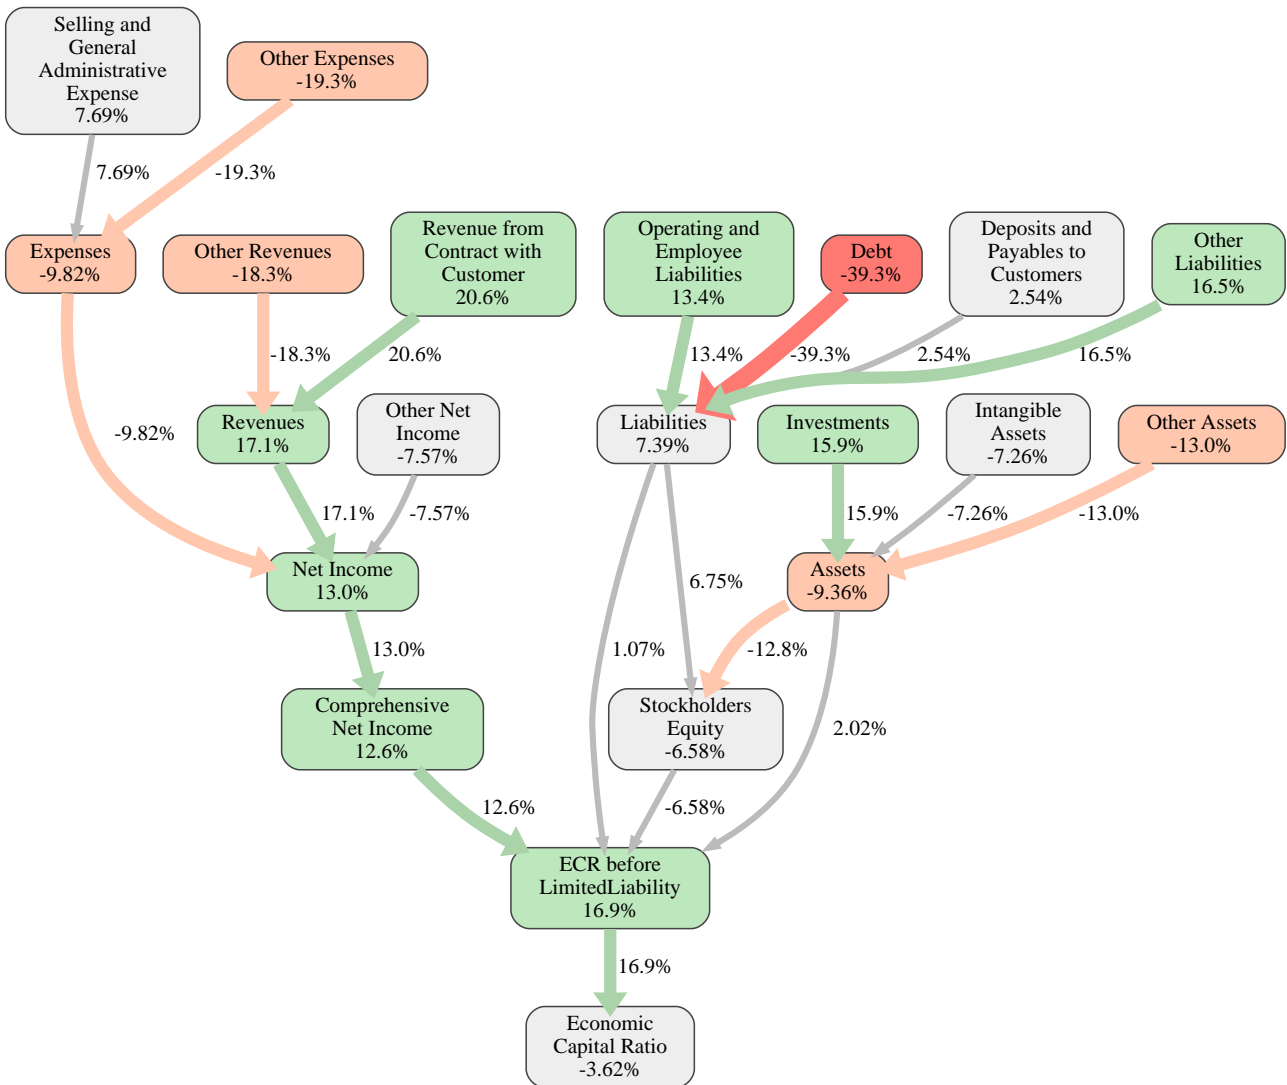 Selling and
General
Administrative
Expense
7.69%
Other Expenses
-19.3%
7.69%
-19.3%
Expenses
-9.82%
Other Revenues
-18.3%
Revenue from
Contract with
Customer
20.6%
Operating and
Employee
Liabilities
13.4%
Debt
-39.3%
Deposits and
Payables to
Customers
2.54%
Other
Liabilities
16.5%
-18.3%
20.6%
13.4%
-39.3%
2.54%
16.5%
-9.82%
Revenues
17.1%
Other Net
Income
-7.57%
Liabilities
7.39%
Investments
15.9%
Intangible
Assets
-7.26%
Other Assets
-13.0%
17.1%
-7.57%
15.9%
-7.26%
-13.0%
Net Income
13.0%
6.75%
Assets
-9.36%
13.0%
1.07%
-12.8%
Comprehensive
Net Income
12.6%
Stockholders
Equity
-6.58%
2.02%
12.6%
-6.58%
ECR before
LimitedLiability
16.9%
16.9%
Economic
Capital Ratio
-3.62%